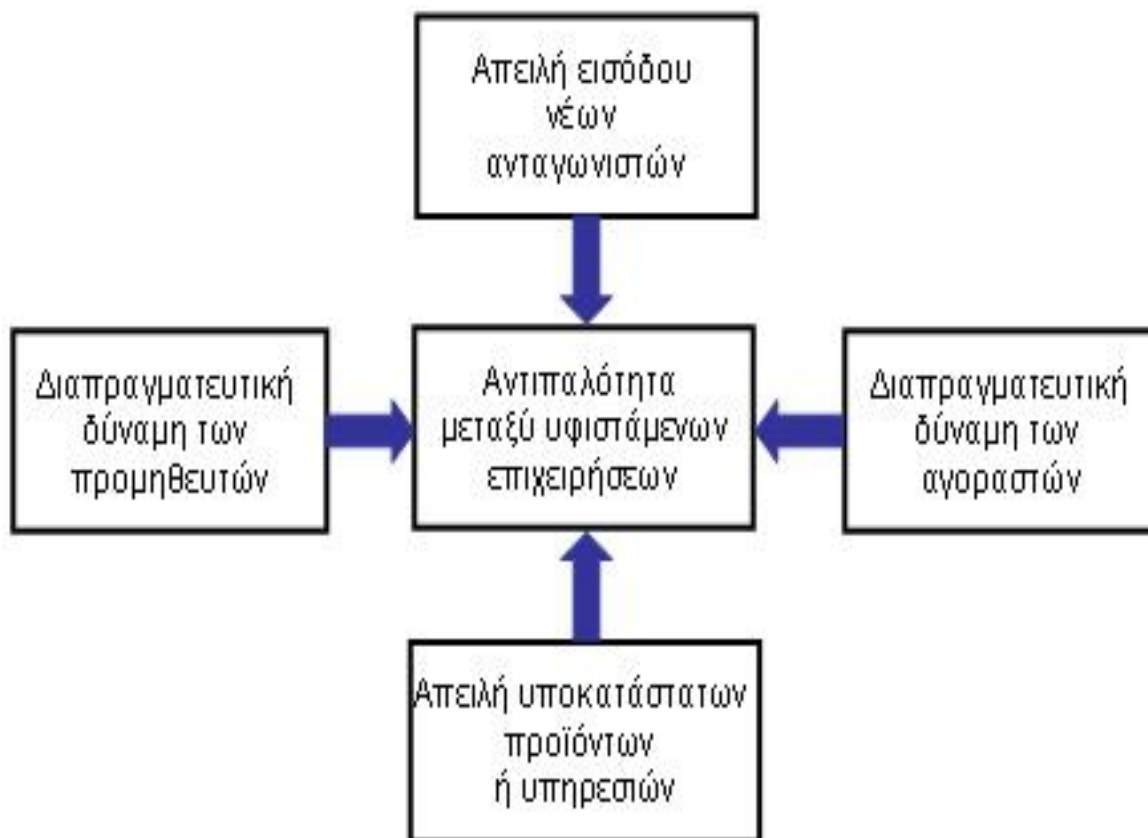 Απειλή εισόδου
νέων
ανταγωνιστών
Διαπραγματευτική
δύναμη των
προμηθευτών
Αντιπαλότητα
μεταξύ υφιστάμενων
επιχειρήσεων
Διαπραγματευτική
δύναμη των
αγοραστών
Απειλή υποκατάστατων
προϊόντων
ή υπηρεσιών